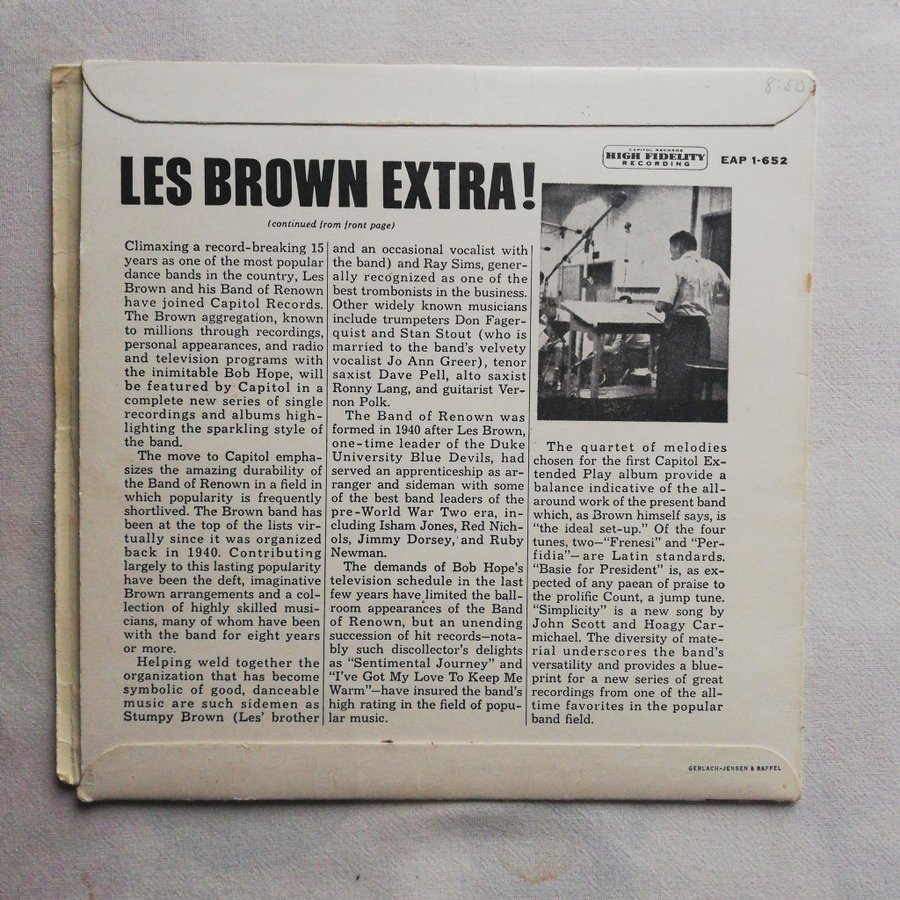 8:50
LES BROWN EXTRA!
CAPITOL RECORDS
HIGH FIDELITY
RECORDING
EAP 1-652
(continued from front page)
Climaxing a record-breaking 15
years as one of the most popular
dance bands in the country, Les
Brown and his Band of Renown
have joined Capitol Records.
The Brown aggregation, known
to millions through recordings,
personal appearances, and radio
and television programs with
the inimitable Bob Hope, will
be featured by Capitol in a
complete new series of single
recordings and albums high-
lighting the sparkling style of
the band.
The move to Capitol empha-
sizes the amazing durability of
the Band of Renown in a field in
which popularity is frequently
shortlived. The Brown band has
been at the top of the lists vir-
tually since it was organized
back in 1940. Contributing
largely to this lasting popularity
have been the deft, imaginative
Brown arrangements and a col-
lection of highly skilled musi-
cians, many of whom have been
with the band for eight years
or more.
Helping weld together the
organization that has become
symbolic of good, danceable
music are such sidemen as
Stumpy Brown (Les' brother
and an occasional vocalist with
the band) and Ray Sims, gener-
ally recognized as one of the
best trombonists in the business.
Other widely known musicians
include trumpeters Don Fager-
quist and Stan Stout (who is
married to the band's velvety
vocalist Jo Ann Greer), tenor
saxist Dave Pell, alto saxist
Ronny Lang, and guitarist Ver-
non Polk.
The Band of Renown was
formed in 1940 after Les Brown,
one-time leader of the Duke
University Blue Devils, had
served an apprenticeship as ar-
ranger and sideman with some
of the best band leaders of the
pre-World War Two era, in-
cluding Isham Jones, Red Nich-
ols, Jimmy Dorsey, and Ruby
Newman.
The demands of Bob Hope's
television schedule in the last
few years have limited the ball-
room appearances of the Band
of Renown, but an unending
succession of hit records—nota-
bly such discollector's delights
as "Sentimental Journey" and
"I've Got My Love To Keep Me
Warm"—have insured the band's
high rating in the field of popu-
lar music.
The quartet of melodies
chosen for the first Capitol Ex-
tended Play album provide a
balance indicative of the all-
around work of the present band
which, as Brown himself says, is
"the ideal set-up." Of the four
tunes, two—"Frenesi" and "Per-
fidia"—are Latin standards.
"Basie for President" is, as ex-
pected of any paean of praise to
the prolific Count, a jump tune.
"Simplicity" is a new song by
John Scott and Hoagy Car-
michael. The diversity of mate-
rial underscores the band's
versatility and provides a blue-
print for a new series of great
recordings from one of the all-
time favorites in the popular
band field.
GERLACH-JENSEN & RAFFEL